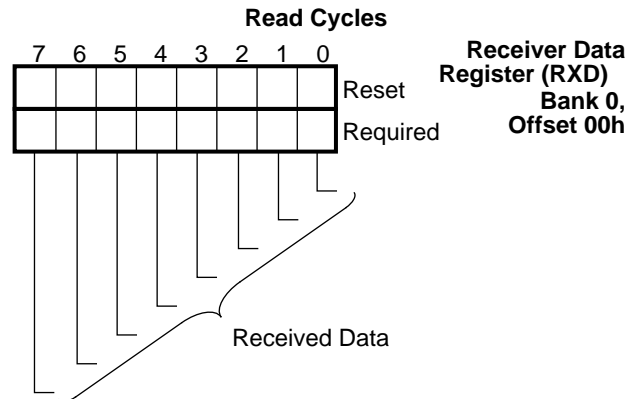 Read Cycles
7 6 5 4 3 2 1 0
Reset
Required
Receiver Data
Register (RXD)
Bank 0,
Offset 00h
Received Data